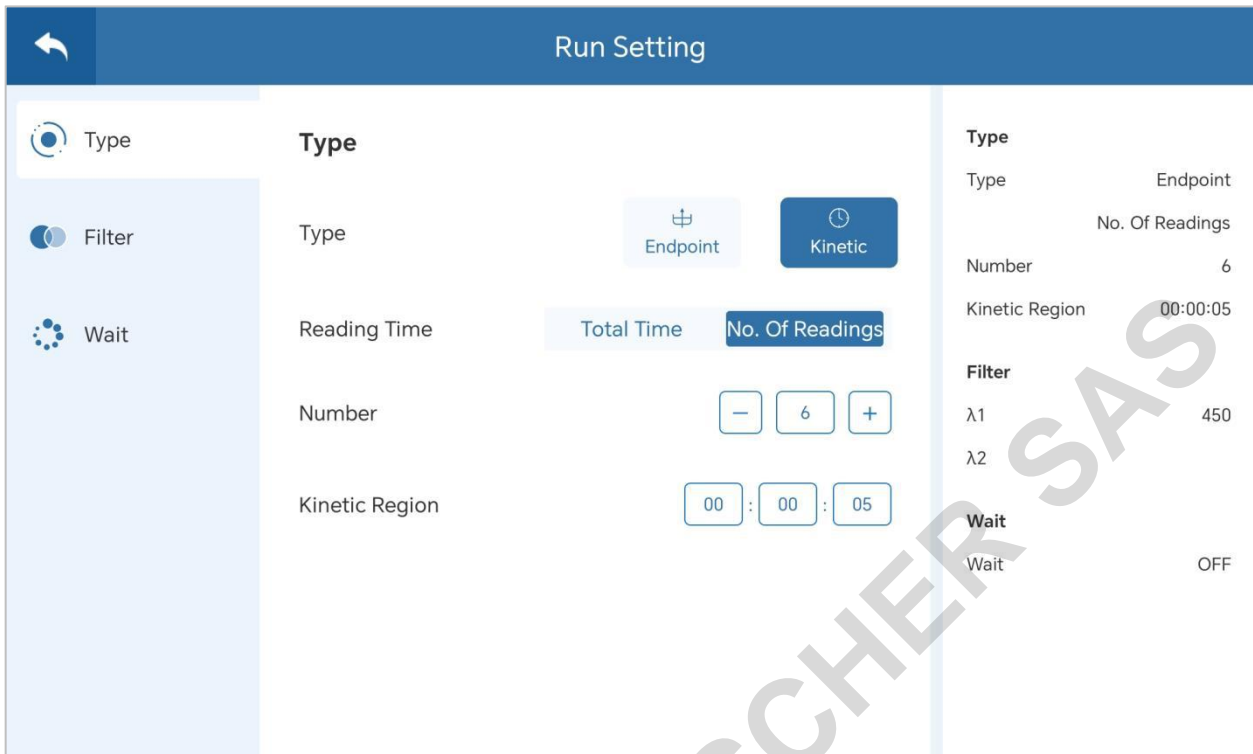 Run Setting
Type
Filter
Wait
Type
Type Endpoint Kinetic
Reading Time Total Time No. Of Readings
Number − 6 +
Kinetic Region 00 : 00 : 05
Type
Type Endpoint
No. Of Readings
Number 6
Kinetic Region 00:00:05
Filter
λ1 450
λ2
Wait
Wait OFF
SCHER SAS